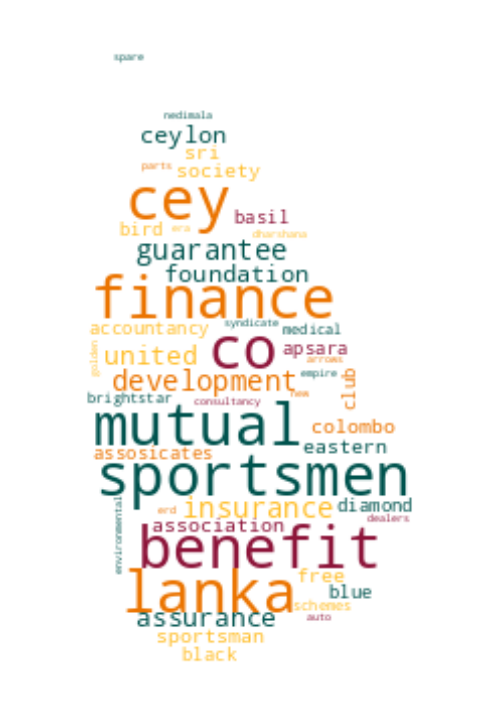 spare
nedimala
ceylon
sri
parts society
cey
basil
bird era
dharshana
guarantee
foundation
finance
syndicate
accountancy medical
golden united co apsara
arrows
development empire
new
club
brightstar consultancy
mutual colombo
eastern
assosicates
sportsmen
environmental
erd insurance diamond
association dealers
benefit
lanka free
blue
schemes
assurance auto
sportsman
black